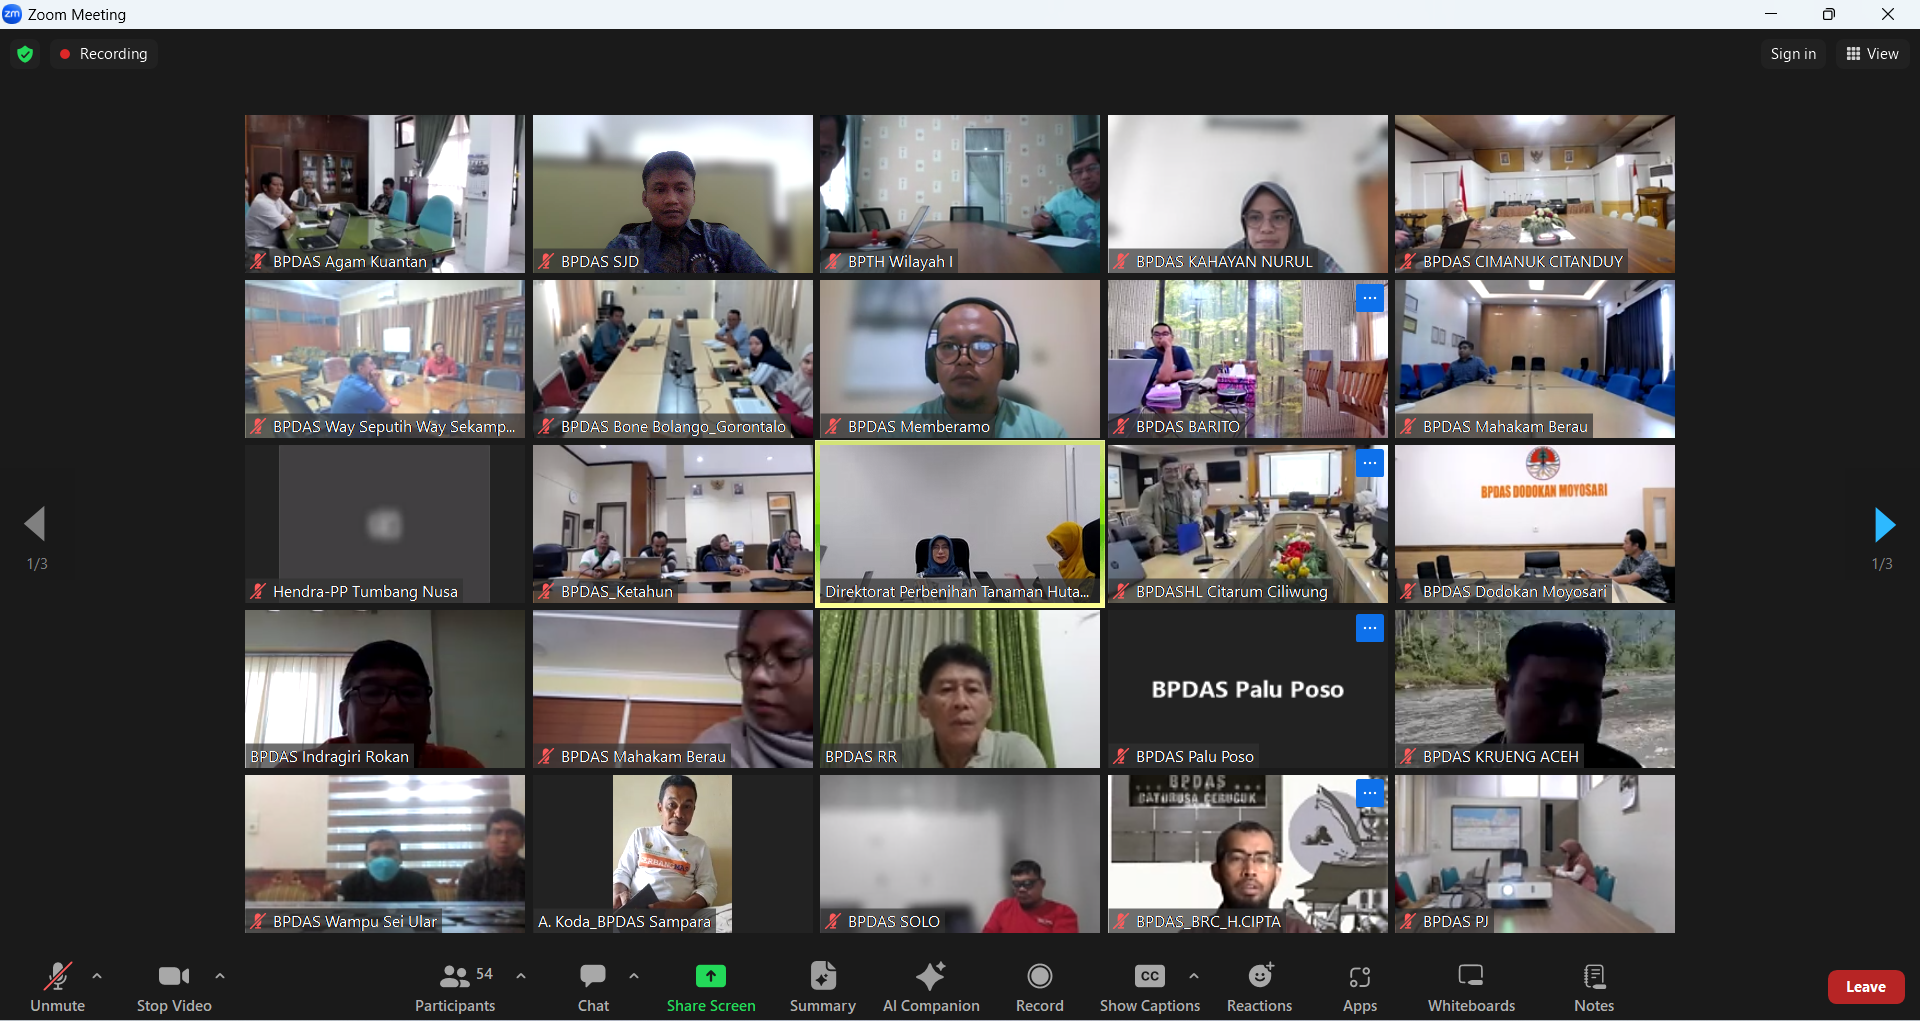 Zoom Meeting
Recording
Sign in
View
BPDAS Agam Kuantan
BPDAS SJD
BPTH Wilayah I
BPDAS KAHAYAN NURUL
BPDAS CIMANUK CITANDUY
BPDAS Way Seputih Way Sekamp...
BPDAS Bone Bolango_Gorontalo
BPDAS Memberamo
BPDAS BARITO
BPDAS Mahakam Berau
1/3
Hendra-PP Tumbang Nusa
BPDAS_Ketahun
Direktorat Perbenihan Tanaman Huta...
BPDASHL Citarum Ciliwung
BPDAS DODOKAN MOYOSARI
BPDAS Dodokan Moyosari
1/3
BPDAS Indragiri Rokan
BPDAS Mahakam Berau
BPDAS RR
BPDAS Palu Poso
BPDAS Palu Poso
BPDAS KRUENG ACEH
BPDAS Wampu Sei Ular
A. Koda_BPDAS Sampara
BPDAS SOLO
BPDAS
BATURUSA CERUCUK
BPDAS_BRC_H.CIPTA
BPDAS PJ
Unmute
Stop Video
54
Participants
Chat
Share Screen
Summary
AI Companion
Record
CC
Show Captions
Reactions
Apps
Whiteboards
Notes
Leave